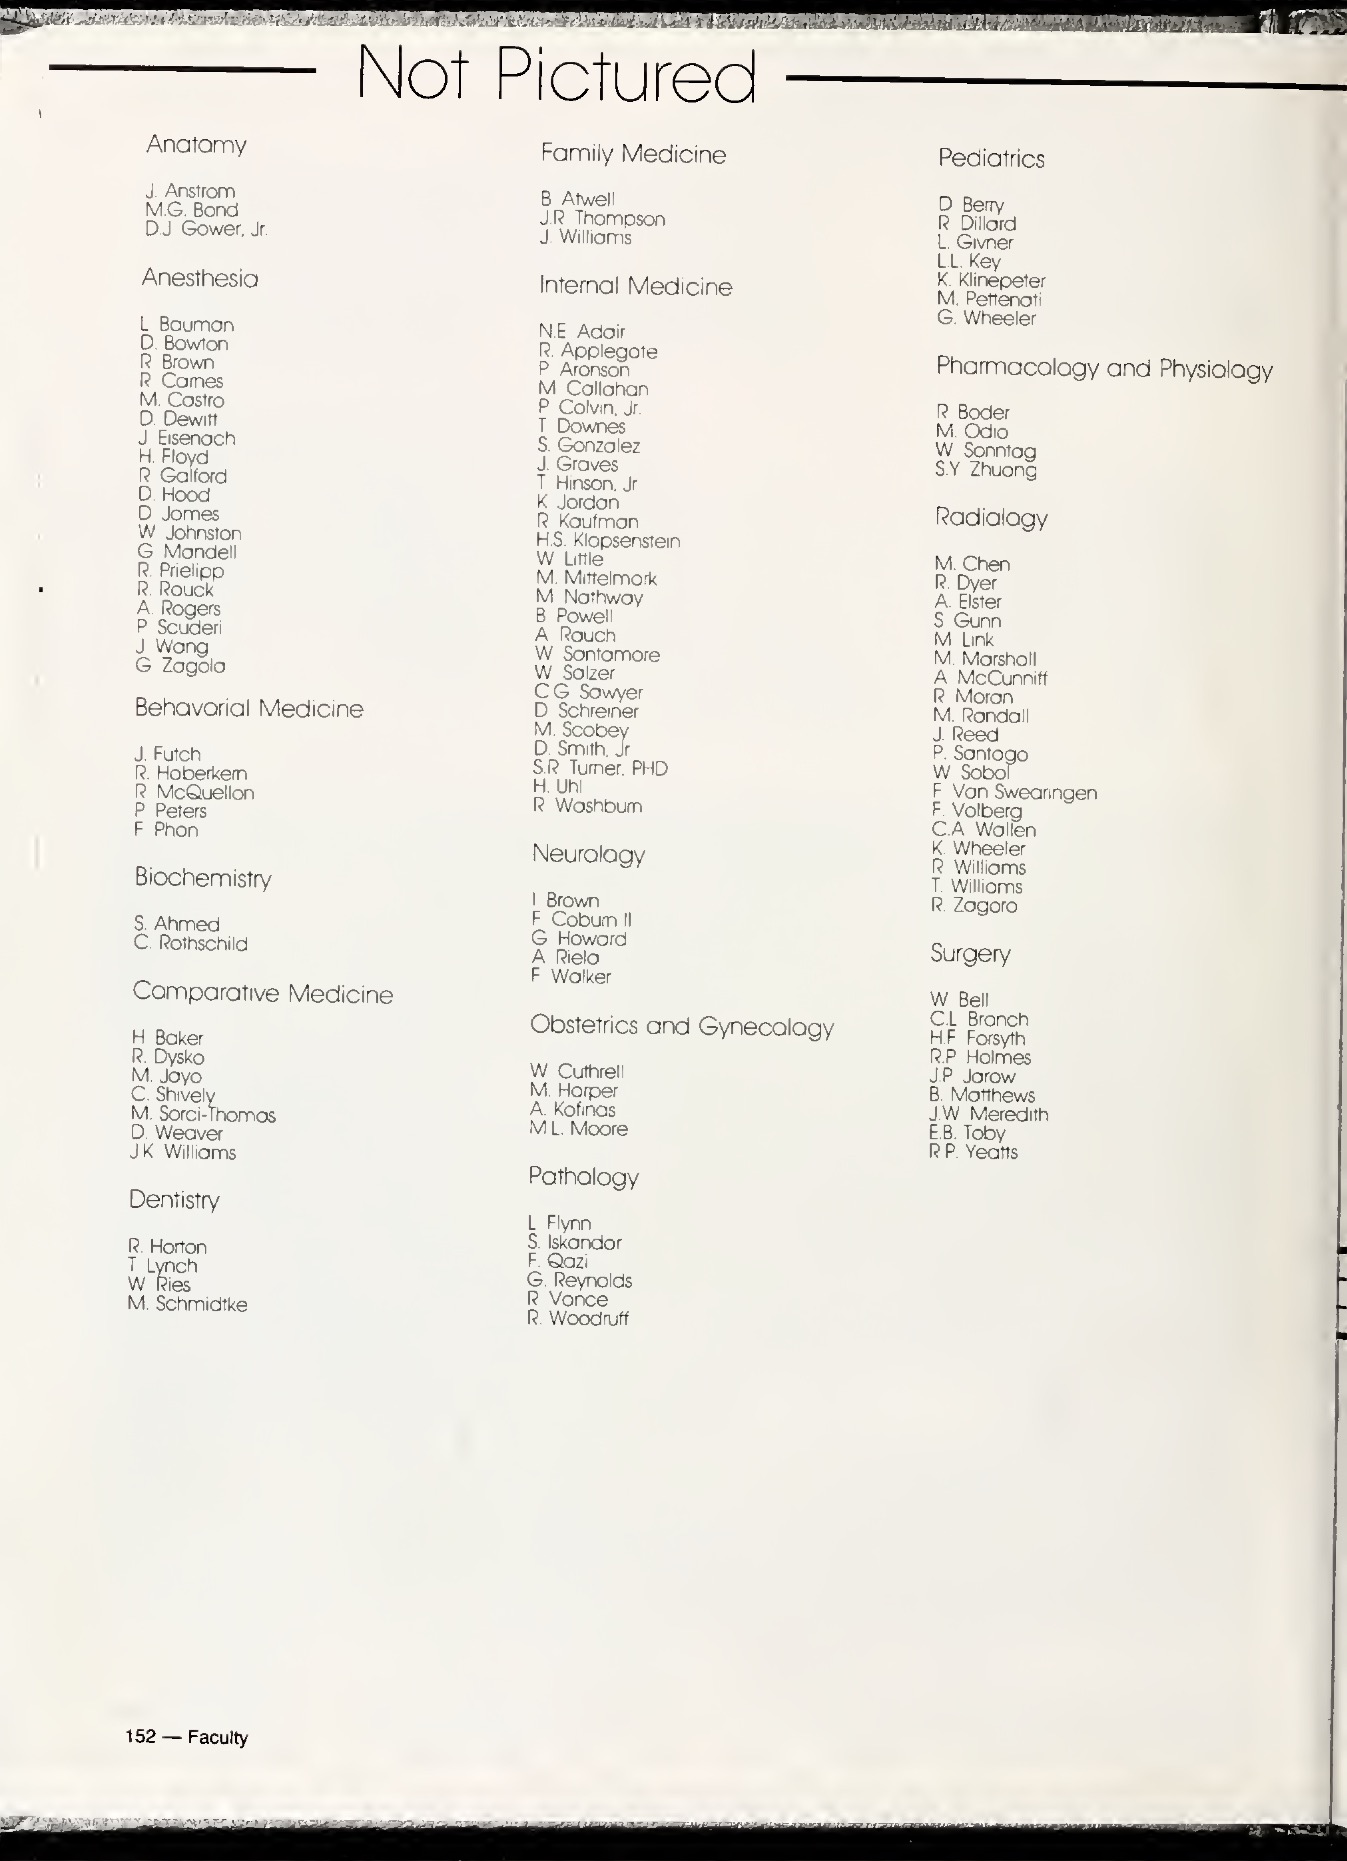 Not Pictured
Anatomy
J. Anstrom
M.G. Bond
D.J Gower, Jr.
Anesthesia
L Bauman
D. Bowton
R Brown
R Carnes
M. Castro
D. Dewitt
J Eisenach
H. Floyd
R Galford
D. Hood
D James
W Johnston
G Mandell
R. Prielipp
R. Rauck
A. Rogers
P Scuderi
J Wang
G Zagola
Behavorial Medicine
J. Futch
R. Haberkern
R McQuellon
P Peters
F Phon
Biochemistry
S. Ahmed
C. Rothschild
Comparative Medicine
H Baker
R. Dysko
M. Jayo
C. Shively
M. Sorci-Thomas
D. Weaver
J K Williams
Dentistry
R. Horton
T Lynch
W Ries
M. Schmidtke
Family Medicine
B Atwell
J.R Thompson
J. Williams
Internal Medicine
N.E Adair
R. Applegate
P Aronson
M Callahan
P Colvin, Jr.
T Downes
S. Gonzalez
J. Graves
T Hinson, Jr
K Jordan
R Kaufman
H.S. Klopsenstein
W Little
M. Mittelmark
M Nathway
B Powell
A Rauch
W Santamore
W Salzer
C G Sawyer
D Schreiner
M. Scobey
D. Smith, Jr
S.R Turner, PHD
H. Uhl
R Washburn
Neurology
I Brown
F Coburn II
G Howard
A Riela
F Walker
Obstetrics and Gynecology
W Cuthrell
M. Harper
A. Kofinas
M L. Moore
Pathology
L Flynn
S. Iskandar
F. Qazi
G. Reynolds
R Vance
R. Woodruff
Pediatrics
D Berry
R Dillard
L. Givner
L.L. Key
K. Klinepeter
M. Pettenati
G. Wheeler
Pharmacology and Physiology
R Boder
M. Odio
W Sonntag
S.Y Zhuang
Radiology
M. Chen
R. Dyer
A. Elster
S Gunn
M Link
M. Marshall
A McCunniff
R Moran
M. Randall
J. Reed
P. Santago
W Sobol
F Van Swearingen
F. Volberg
C.A Wallen
K. Wheeler
R Williams
T. Williams
R. Zagoro
Surgery
W Bell
C.L Branch
H.F Forsyth
R.P Holmes
J.P Jarow
B. Matthews
J.W Meredith
E.B. Toby
R P. Yeatts
152 — Faculty